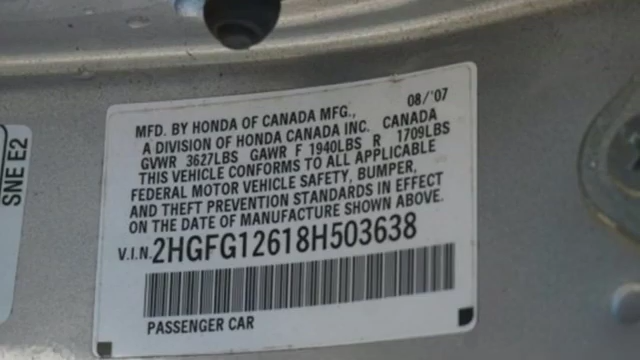 MFD. BY HONDA OF CANADA MFG., 08/'07
A DIVISION OF HONDA CANADA INC. CANADA
GVWR 3627LBS GAWR F 1940LBS R 1709LBS
THIS VEHICLE CONFORMS TO ALL APPLICABLE
FEDERAL MOTOR VEHICLE SAFETY, BUMPER,
AND THEFT PREVENTION STANDARDS IN EFFECT
ON THE DATE OF MANUFACTURE SHOWN ABOVE.
V.I.N. 2HGFG12618H503638
PASSENGER CAR
SNE E2